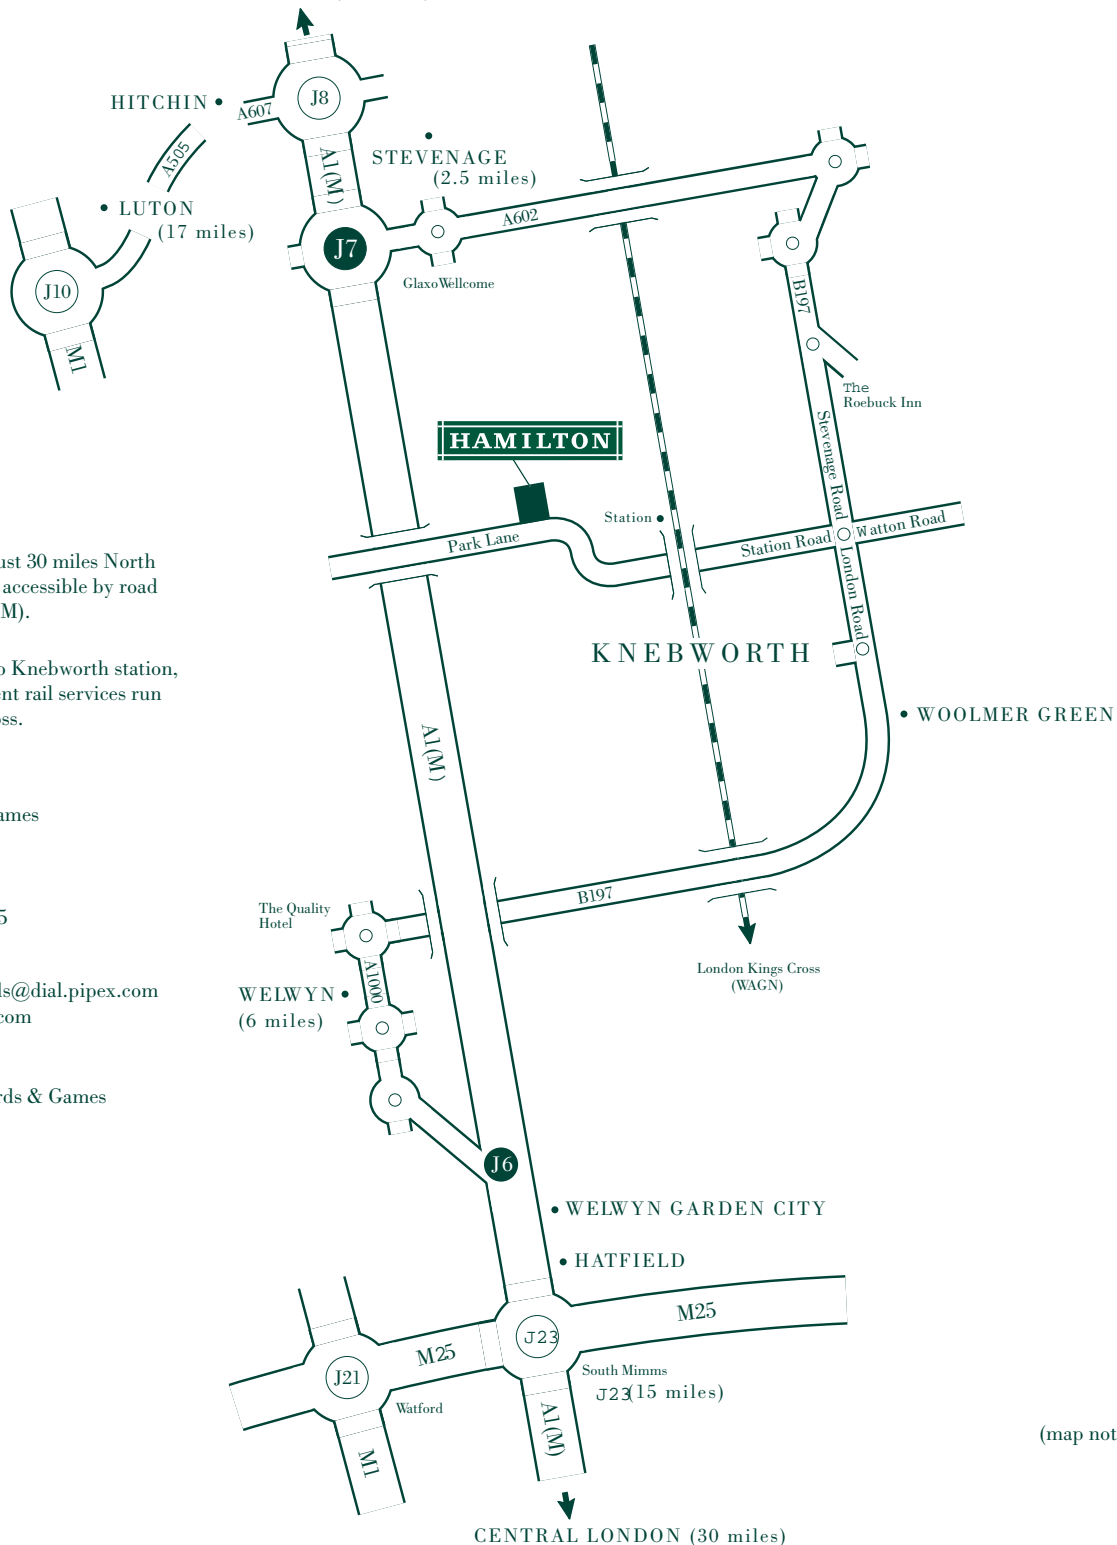 HITCHIN
A607
J8
A505
A1(M)
STEVENAGE
(2.5 miles)
LUTON
(17 miles)
A602
J7
J10
GlaxoWellcome
B197
M1
The
Roebuck Inn
HAMILTON
Stevenage Road
Station
Park Lane
Station Road
Watton Road
London Road
ust 30 miles North
accessible by road
M).
KNEBWORTH
o Knebworth station,
ent rail services run
oss.
WOOLMER GREEN
A1(M)
ames
B197
The Quality
Hotel
5
London Kings Cross
(WAGN)
A1000
WELWYN
(6 miles)
ls@dial.pipex.com
com
rds & Games
J6
WELWYN GARDEN CITY
HATFIELD
M25
J23
M25
J21
South Mimms
J23(15 miles)
Watford
A1(M)
M1
(map not
CENTRAL LONDON (30 miles)